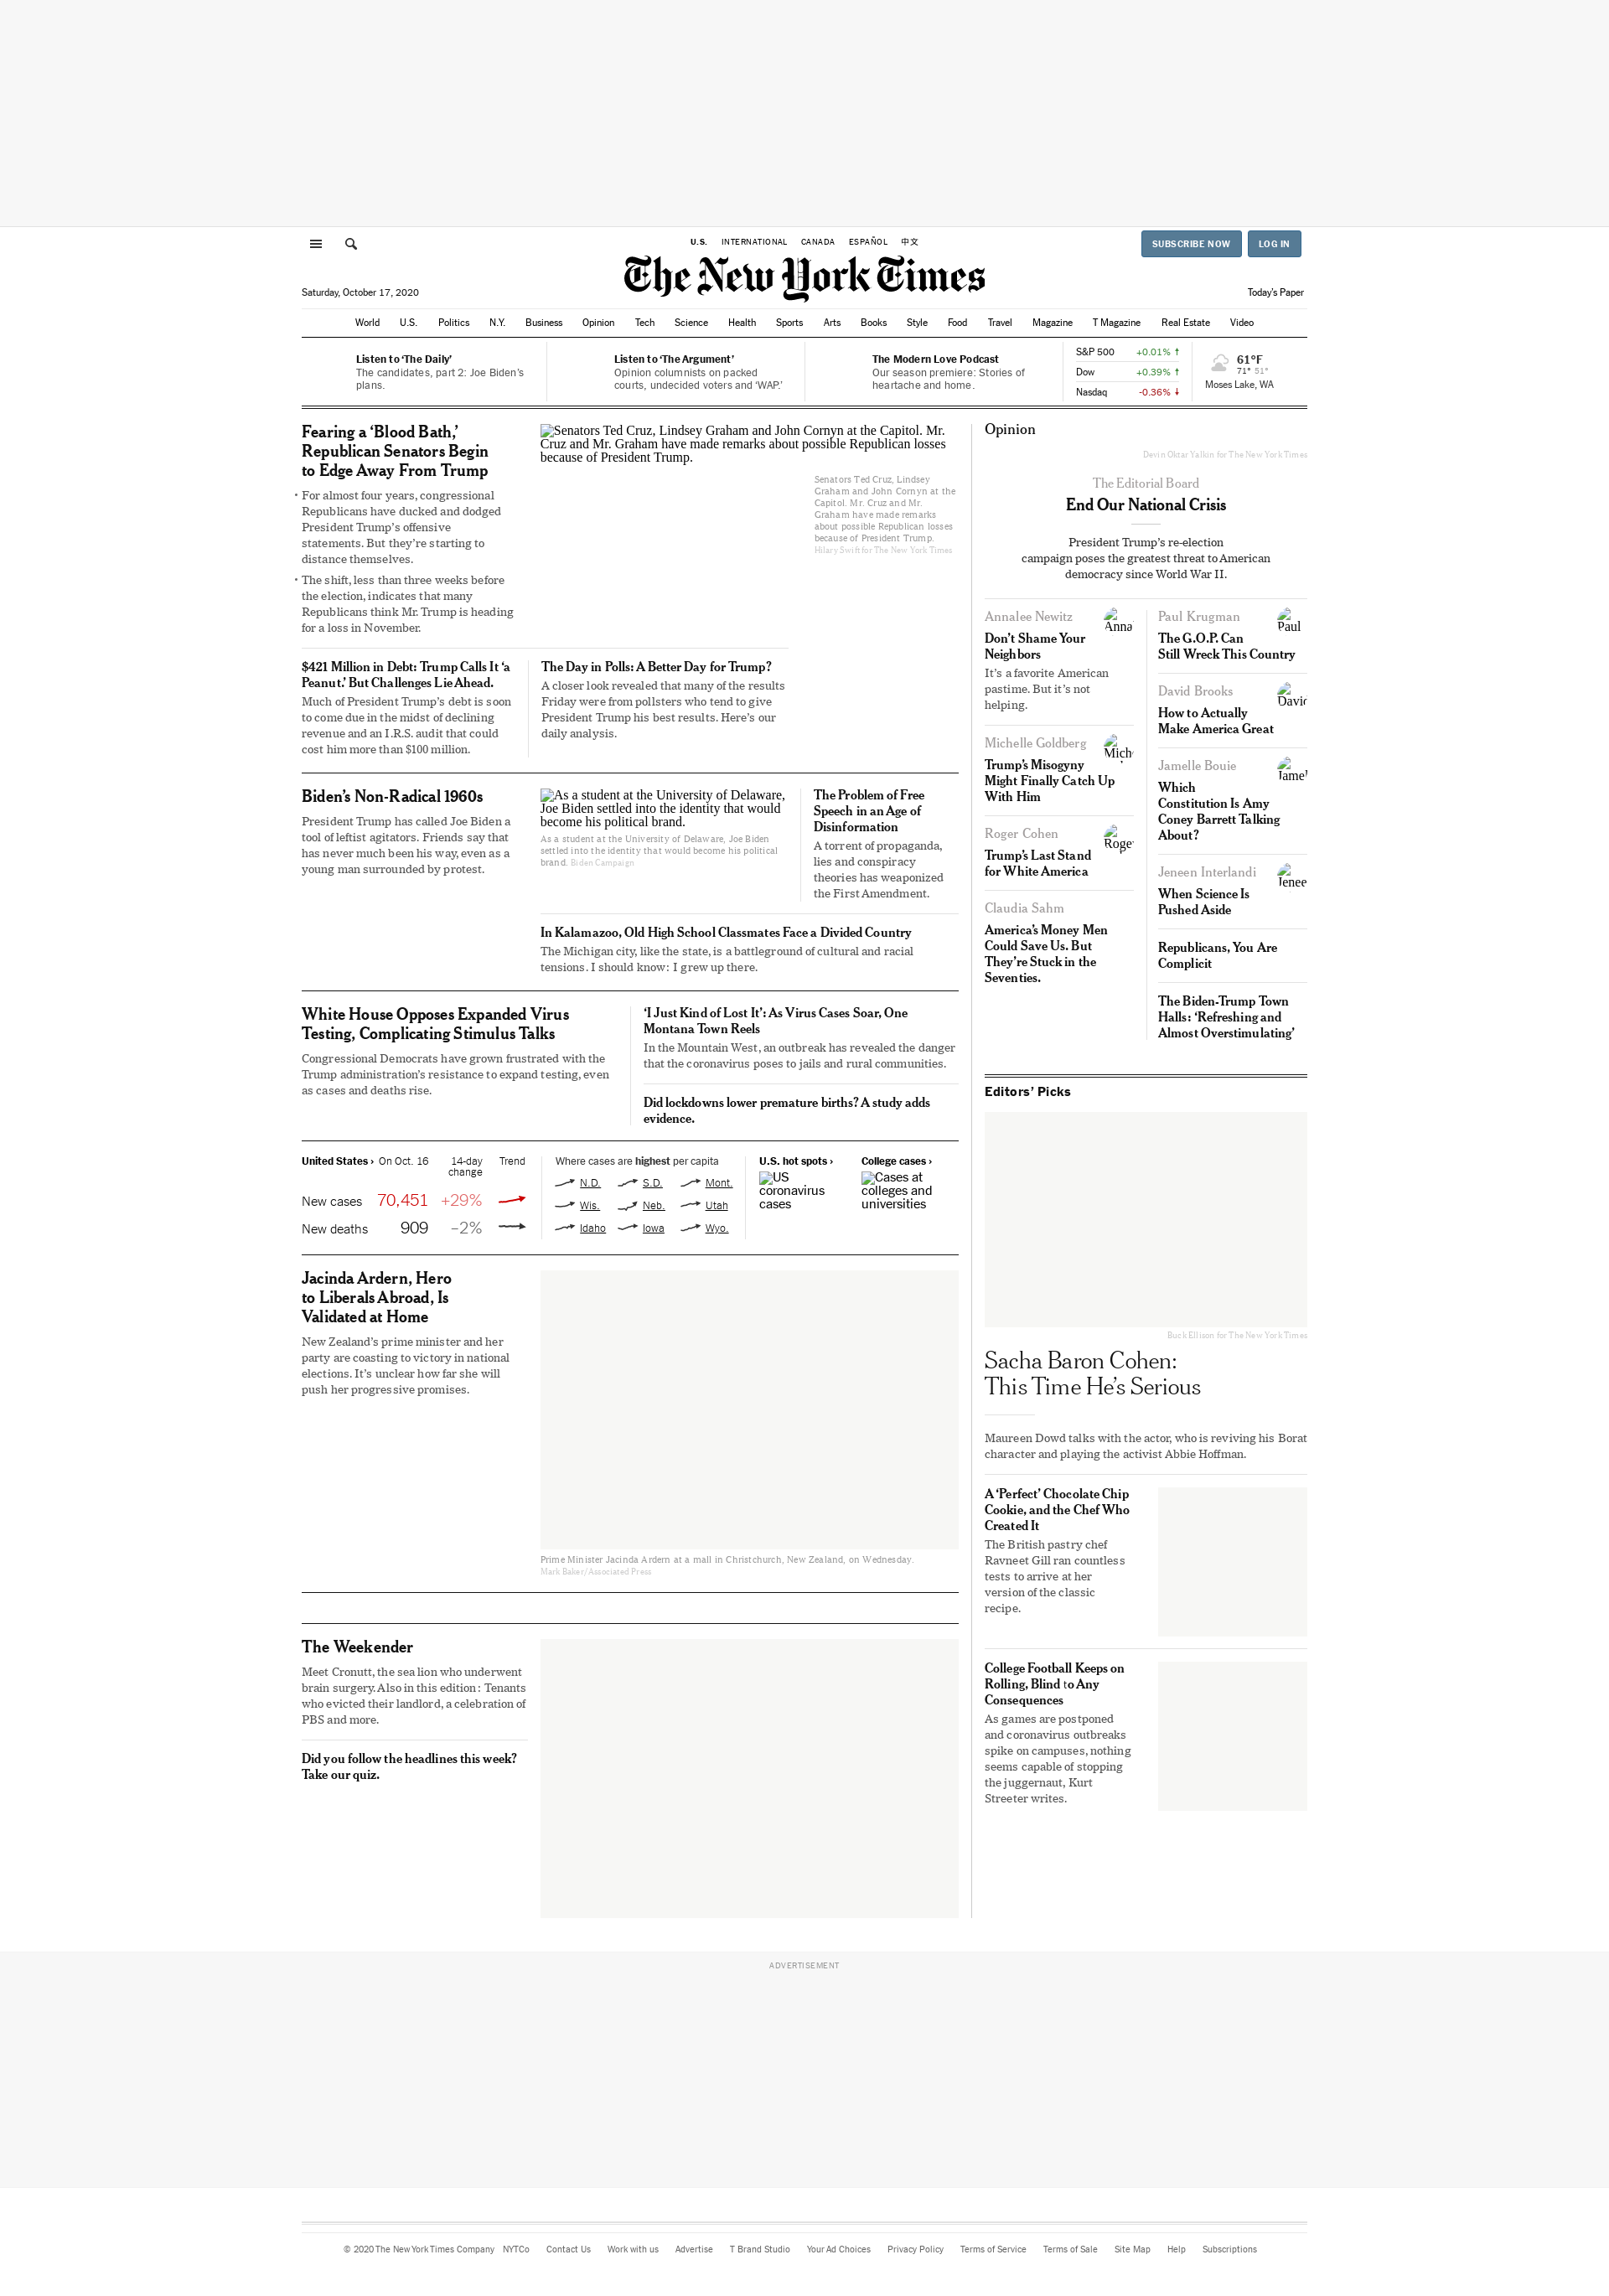 U.S. INTERNATIONAL CANADA ESPAÑOL 中文
SUBSCRIBE NOW LOG IN
The New York Times
Saturday, October 17, 2020
Today's Paper
World U.S. Politics N.Y. Business Opinion Tech Science Health Sports Arts Books Style Food Travel Magazine T Magazine Real Estate Video
Listen to ‘The Daily’
The candidates, part 2: Joe Biden’s
plans.
Listen to ‘The Argument’
Opinion columnists on packed
courts, undecided voters and ‘WAP.’
The Modern Love Podcast
Our season premiere: Stories of
heartache and home.
S&P 500 +0.01%
Dow +0.39%
Nasdaq -0.36%
61°F
71° 51°
Moses Lake, WA
Fearing a ‘Blood Bath,’
Republican Senators Begin
to Edge Away From Trump
• For almost four years, congressional
Republicans have ducked and dodged
President Trump’s offensive
statements. But they’re starting to
distance themselves.
• The shift, less than three weeks before
the election, indicates that many
Republicans think Mr. Trump is heading
for a loss in November.
Senators Ted Cruz, Lindsey Graham and John Cornyn at the Capitol. Mr.
Cruz and Mr. Graham have made remarks about possible Republican losses
because of President Trump.
Senators Ted Cruz, Lindsey
Graham and John Cornyn at the
Capitol. Mr. Cruz and Mr.
Graham have made remarks
about possible Republican losses
because of President Trump.
Hilary Swift for The New York Times
$421 Million in Debt: Trump Calls It ‘a
Peanut.’ But Challenges Lie Ahead.
Much of President Trump’s debt is soon
to come due in the midst of declining
revenue and an I.R.S. audit that could
cost him more than $100 million.
The Day in Polls: A Better Day for Trump?
A closer look revealed that many of the results
Friday were from pollsters who tend to give
President Trump his best results. Here’s our
daily analysis.
Biden’s Non-Radical 1960s
President Trump has called Joe Biden a
tool of leftist agitators. Friends say that
has never much been his way, even as a
young man surrounded by protest.
As a student at the University of Delaware,
Joe Biden settled into the identity that would
become his political brand.
As a student at the University of Delaware, Joe Biden
settled into the identity that would become his political
brand. Biden Campaign
The Problem of Free
Speech in an Age of
Disinformation
A torrent of propaganda,
lies and conspiracy
theories has weaponized
the First Amendment.
In Kalamazoo, Old High School Classmates Face a Divided Country
The Michigan city, like the state, is a battleground of cultural and racial
tensions. I should know: I grew up there.
White House Opposes Expanded Virus
Testing, Complicating Stimulus Talks
Congressional Democrats have grown frustrated with the
Trump administration’s resistance to expand testing, even
as cases and deaths rise.
‘I Just Kind of Lost It’: As Virus Cases Soar, One
Montana Town Reels
In the Mountain West, an outbreak has revealed the danger
that the coronavirus poses to jails and rural communities.
Did lockdowns lower premature births? A study adds
evidence.
United States › On Oct. 16 14-day
change Trend
New cases 70,451 +29%
New deaths 909 –2%
Where cases are highest per capita
N.D. S.D. Mont.
Wis. Neb. Utah
Idaho Iowa Wyo.
U.S. hot spots ›
US
coronavirus
cases
College cases ›
Cases at
colleges and
universities
Jacinda Ardern, Hero
to Liberals Abroad, Is
Validated at Home
New Zealand’s prime minister and her
party are coasting to victory in national
elections. It’s unclear how far she will
push her progressive promises.
Prime Minister Jacinda Ardern at a mall in Christchurch, New Zealand, on Wednesday.
Mark Baker/Associated Press
The Weekender
Meet Cronutt, the sea lion who underwent
brain surgery. Also in this edition: Tenants
who evicted their landlord, a celebration of
PBS and more.
Did you follow the headlines this week?
Take our quiz.
Opinion
Devin Oktar Yalkin for The New York Times
The Editorial Board
End Our National Crisis
President Trump’s re-election
campaign poses the greatest threat to American
democracy since World War II.
Annalee Newitz
Anna
Don’t Shame Your
Neighbors
It’s a favorite American
pastime. But it’s not
helping.
Michelle Goldberg
Miche
Trump’s Misogyny
Might Finally Catch Up
With Him
Roger Cohen
Roger
Trump’s Last Stand
for White America
Claudia Sahm
America’s Money Men
Could Save Us. But
They’re Stuck in the
Seventies.
Paul Krugman
Paul
The G.O.P. Can
Still Wreck This Country
David Brooks
David
How to Actually
Make America Great
Jamelle Bouie
Jamel
Which
Constitution Is Amy
Coney Barrett Talking
About?
Jeneen Interlandi
Jenee
When Science Is
Pushed Aside
Republicans, You Are
Complicit
The Biden-Trump Town
Halls: ‘Refreshing and
Almost Overstimulating’
Editors’ Picks
Buck Ellison for The New York Times
Sacha Baron Cohen:
This Time He’s Serious
Maureen Dowd talks with the actor, who is reviving his Borat
character and playing the activist Abbie Hoffman.
A ‘Perfect’ Chocolate Chip
Cookie, and the Chef Who
Created It
The British pastry chef
Ravneet Gill ran countless
tests to arrive at her
version of the classic
recipe.
College Football Keeps on
Rolling, Blind to Any
Consequences
As games are postponed
and coronavirus outbreaks
spike on campuses, nothing
seems capable of stopping
the juggernaut, Kurt
Streeter writes.
ADVERTISEMENT
© 2020 The New York Times Company NYTCo Contact Us Work with us Advertise T Brand Studio Your Ad Choices Privacy Policy Terms of Service Terms of Sale Site Map Help Subscriptions